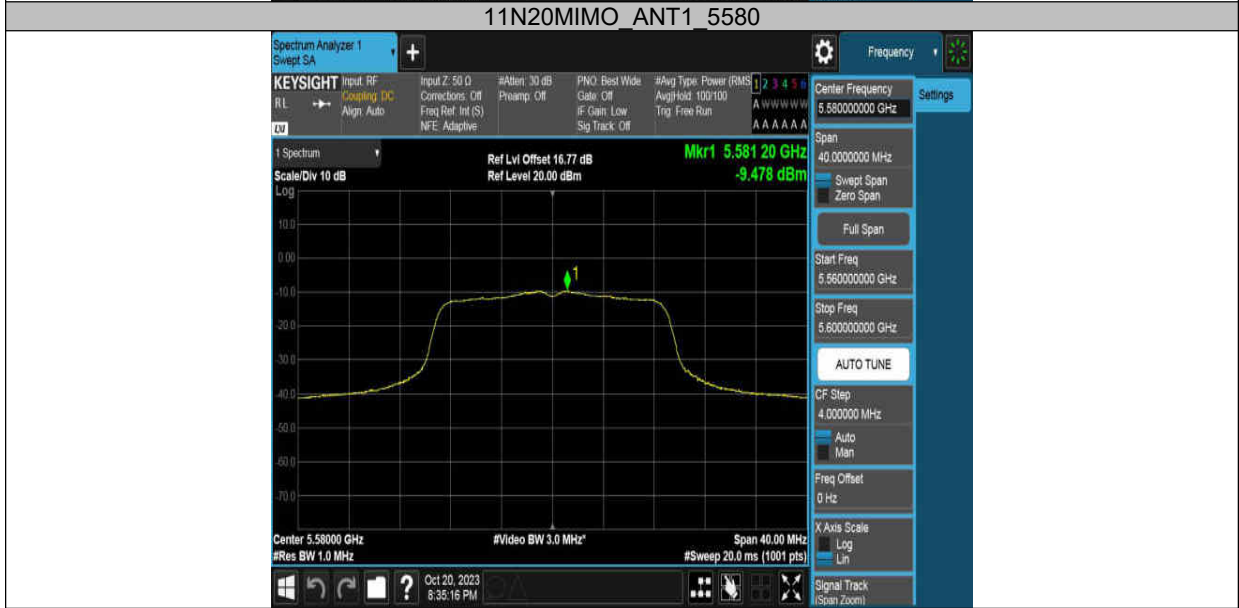 11N20MIMO_ANT1_5580
Spectrum Analyzer 1
Swept SA
+
Frequency
KEYSIGHT
RL
Input: RF
Coupling: DC
Align: Auto
Input Z: 50 Ω
Corrections: Off
Freq Ref: Int (S)
NFE: Adaptive
#Atten: 30 dB
Preamp: Off
PNO: Best Wide
Gate: Off
IF Gain: Low
Sig Track: Off
#Avg Type: Power (RMS
Avg|Hold: 100/100
Trig: Free Run
1 2 3 4 5 6
A W W W W W
A A A A A A
1 Spectrum
Scale/Div 10 dB
Log
Ref Lvl Offset 16.77 dB
Ref Level 20.00 dBm
Mkr1 5.581 20 GHz
-9.478 dBm
10.0
0.00
-10.0
-20.0
-30.0
-40.0
-50.0
-60.0
-70.0
1
Center 5.58000 GHz
#Res BW 1.0 MHz
#Video BW 3.0 MHz*
Span 40.00 MHz
#Sweep 20.0 ms (1001 pts)
Center Frequency
5.580000000 GHz
Settings
Span
40.0000000 MHz
Swept Span
Zero Span
Full Span
Start Freq
5.560000000 GHz
Stop Freq
5.600000000 GHz
AUTO TUNE
CF Step
4.000000 MHz
Auto
Man
Freq Offset
0 Hz
X Axis Scale
Log
Lin
Signal Track
(Span Zoom)
?
Oct 20, 2023
8:35:16 PM